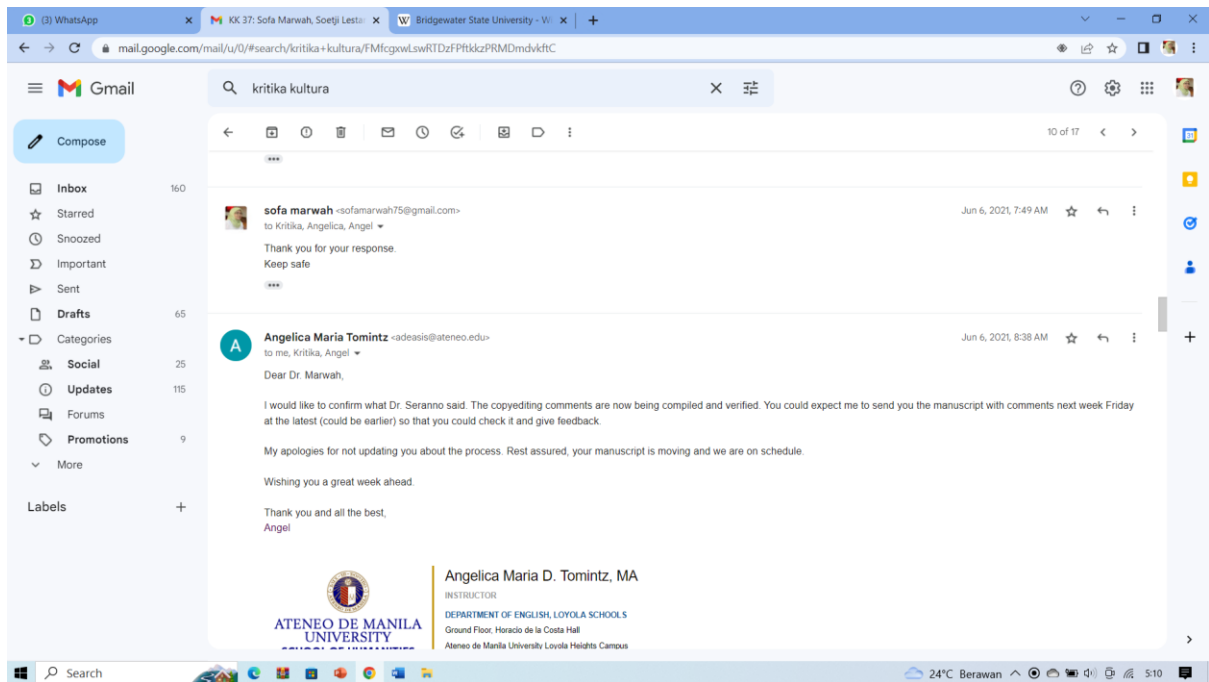 (3) WhatsApp
KK 37: Sofa Marwah, Soetji Lesta
Bridgewater State University - W
mail.google.com/mail/u/0/#search/kritika+kultura/FMfcgxwLswRTDzFPftkkzPRMDmdvkftC
Gmail
kritika kultura
Compose
10 of 17
31
Inbox 160
Starred
Snoozed
Important
Sent
Drafts 65
Categories
Social 25
Updates 115
Forums
Promotions 9
More
Labels
sofa marwah <sofamarwah75@gmail.com> Jun 6, 2021, 7:49 AM
to Kritika, Angelica, Angel
Thank you for your response.
Keep safe
A
Angelica Maria Tomintz <adeasis@ateneo.edu> Jun 6, 2021, 8:38 AM
to me, Kritika, Angel
Dear Dr. Marwah,
I would like to confirm what Dr. Seranno said. The copyediting comments are now being compiled and verified. You could expect me to send you the manuscript with comments next week Friday
at the latest (could be earlier) so that you could check it and give feedback.
My apologies for not updating you about the process. Rest assured, your manuscript is moving and we are on schedule.
Wishing you a great week ahead.
Thank you and all the best,
Angel
ATENEO DE MANILA
UNIVERSITY
SCHOOL OF HUMANITIES
Angelica Maria D. Tomintz, MA
INSTRUCTOR
DEPARTMENT OF ENGLISH, LOYOLA SCHOOLS
Ground Floor, Horacio de la Costa Hall
Ateneo de Manila University Loyola Heights Campus
Search
24°C Berawan
5:10